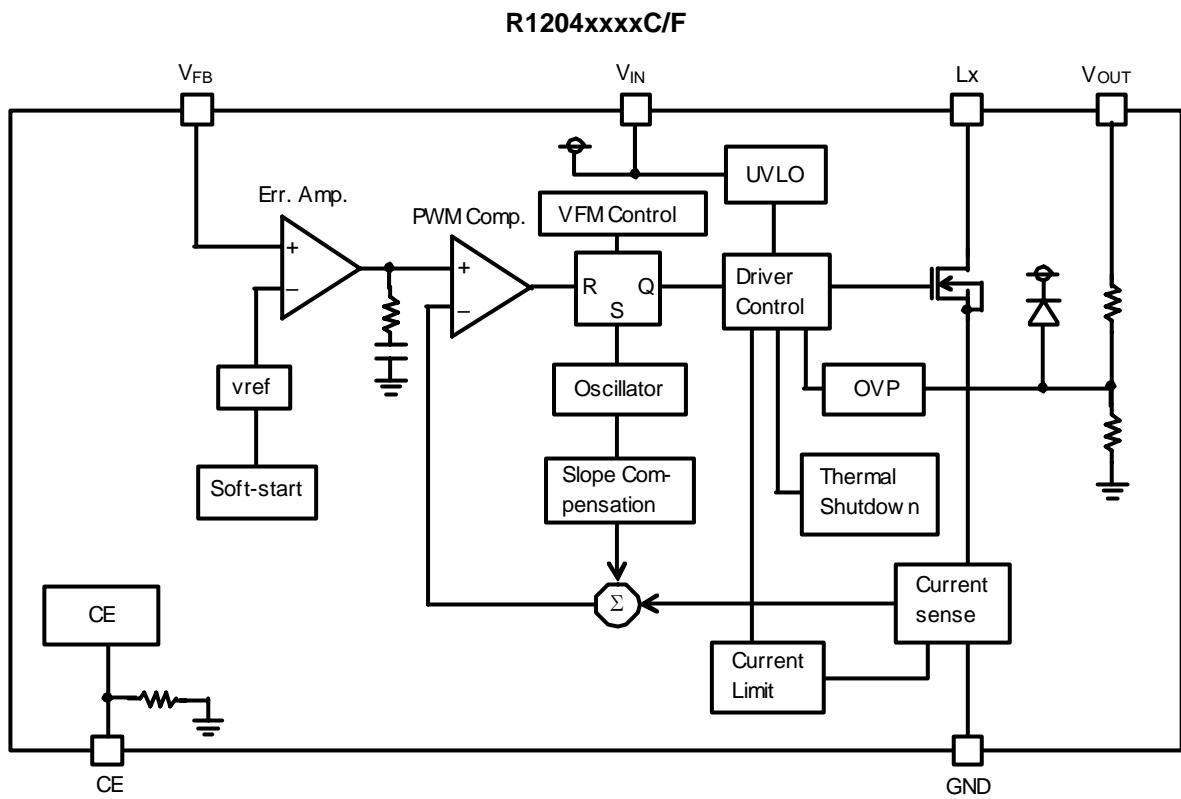 R1204xxxxC/F
VFB
VIN
Lx
VOUT
UVLO
Err. Amp.
PWM Comp.
VFM Control
+
−
+
−
R
Q
S
Driver
Control
vref
Oscillator
OVP
Soft-start
Slope Com-
pensation
Thermal
Shutdown
CE
Σ
Current
sense
Current
Limit
CE
GND